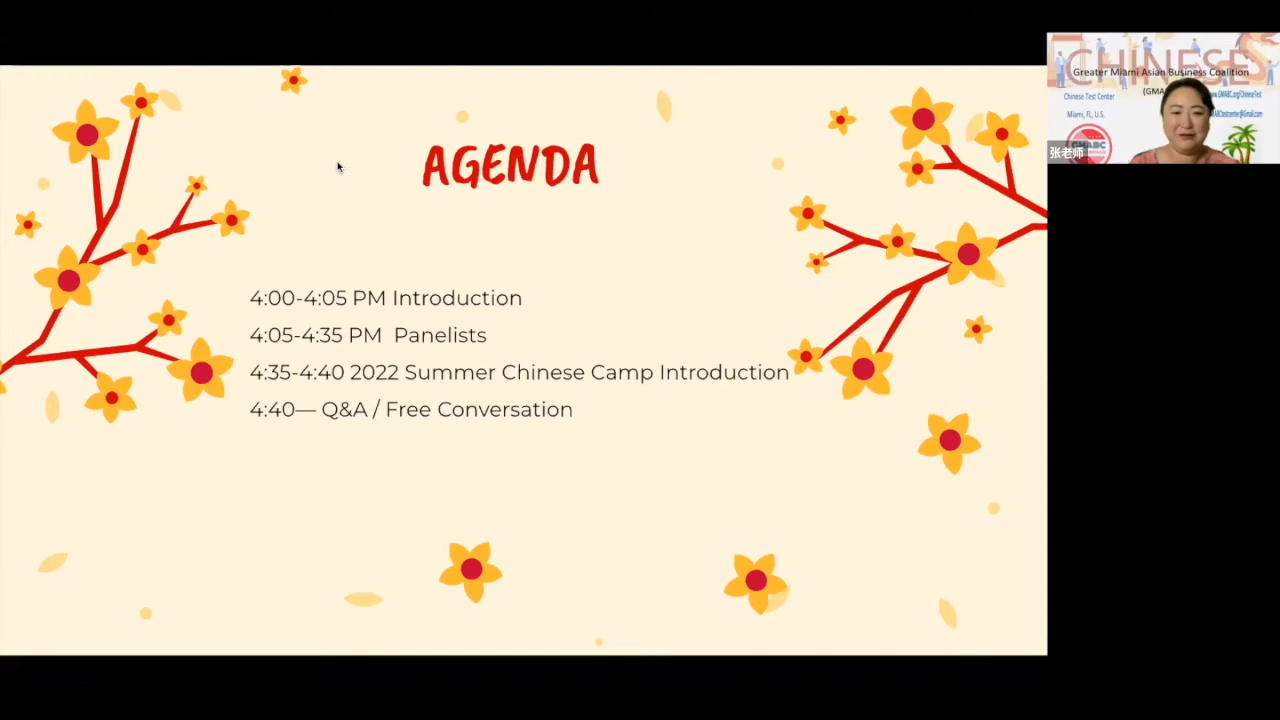 AGENDA
4:00-4:05 PM Introduction
4:05-4:35 PM  Panelists
4:35-4:40 2022 Summer Chinese Camp Introduction
4:40— Q&A / Free Conversation
CHINESE
Greater Miami Asian Business Coalition
Chinese Test Center
Miami, FL, U.S.
GMABC
张老师